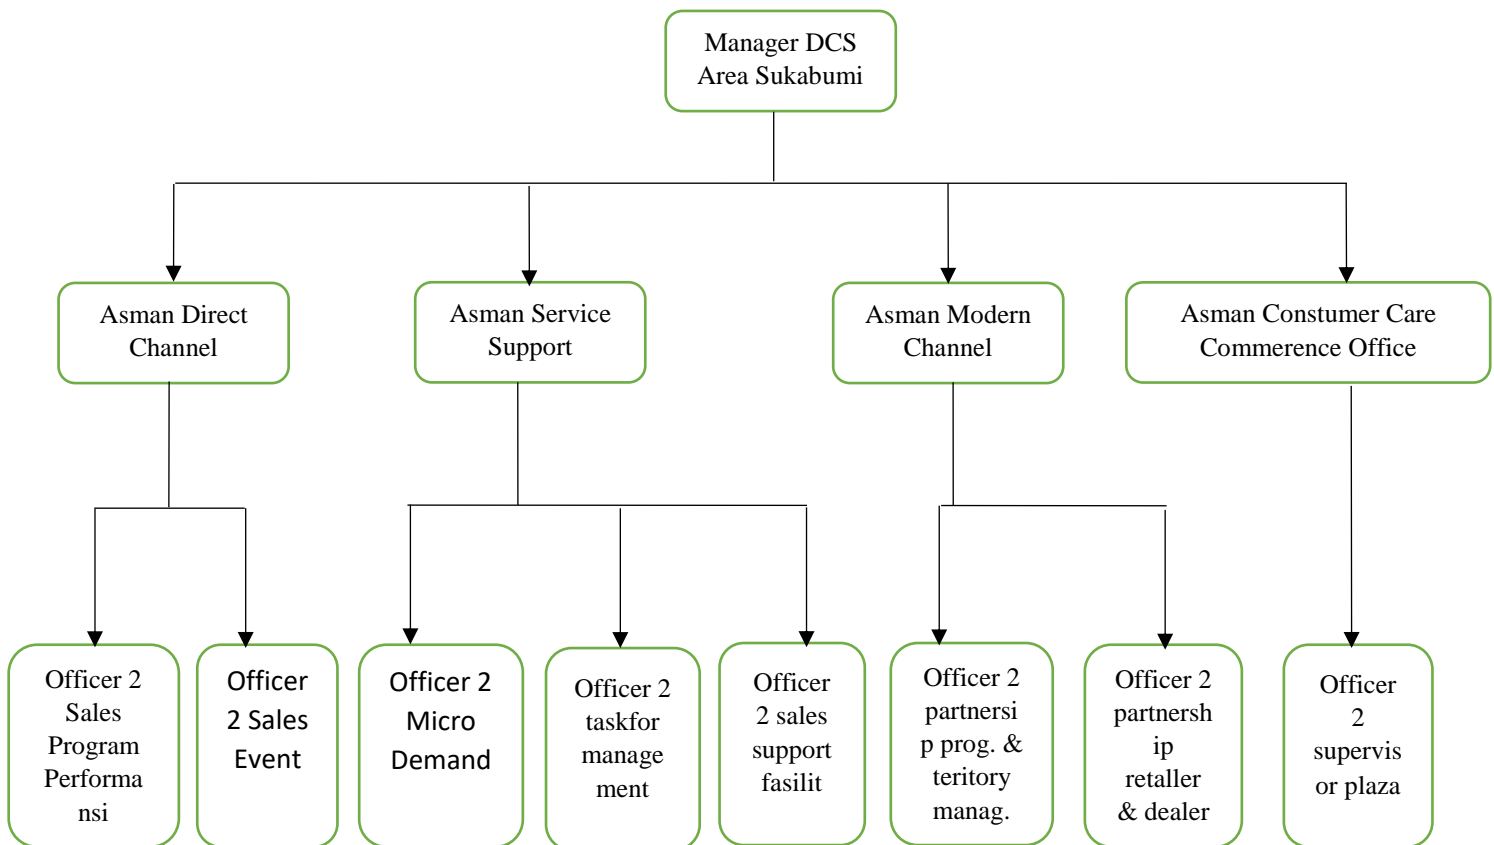 Manager DCS
Area Sukabumi
Asman Direct
Channel
Asman Service
Support
Asman Modern
Channel
Asman Constumer Care
Commerence Office
Officer 2
Sales
Program
Performa
nsi
Officer
2 Sales
Event
Officer 2
Micro
Demand
Officer 2
taskfor
manage
ment
Officer
2 sales
support
fasilit
Officer 2
partnersi
p prog. &
teritory
manag.
Officer 2
partnersh
ip
retaller
& dealer
Officer
2
supervis
or plaza